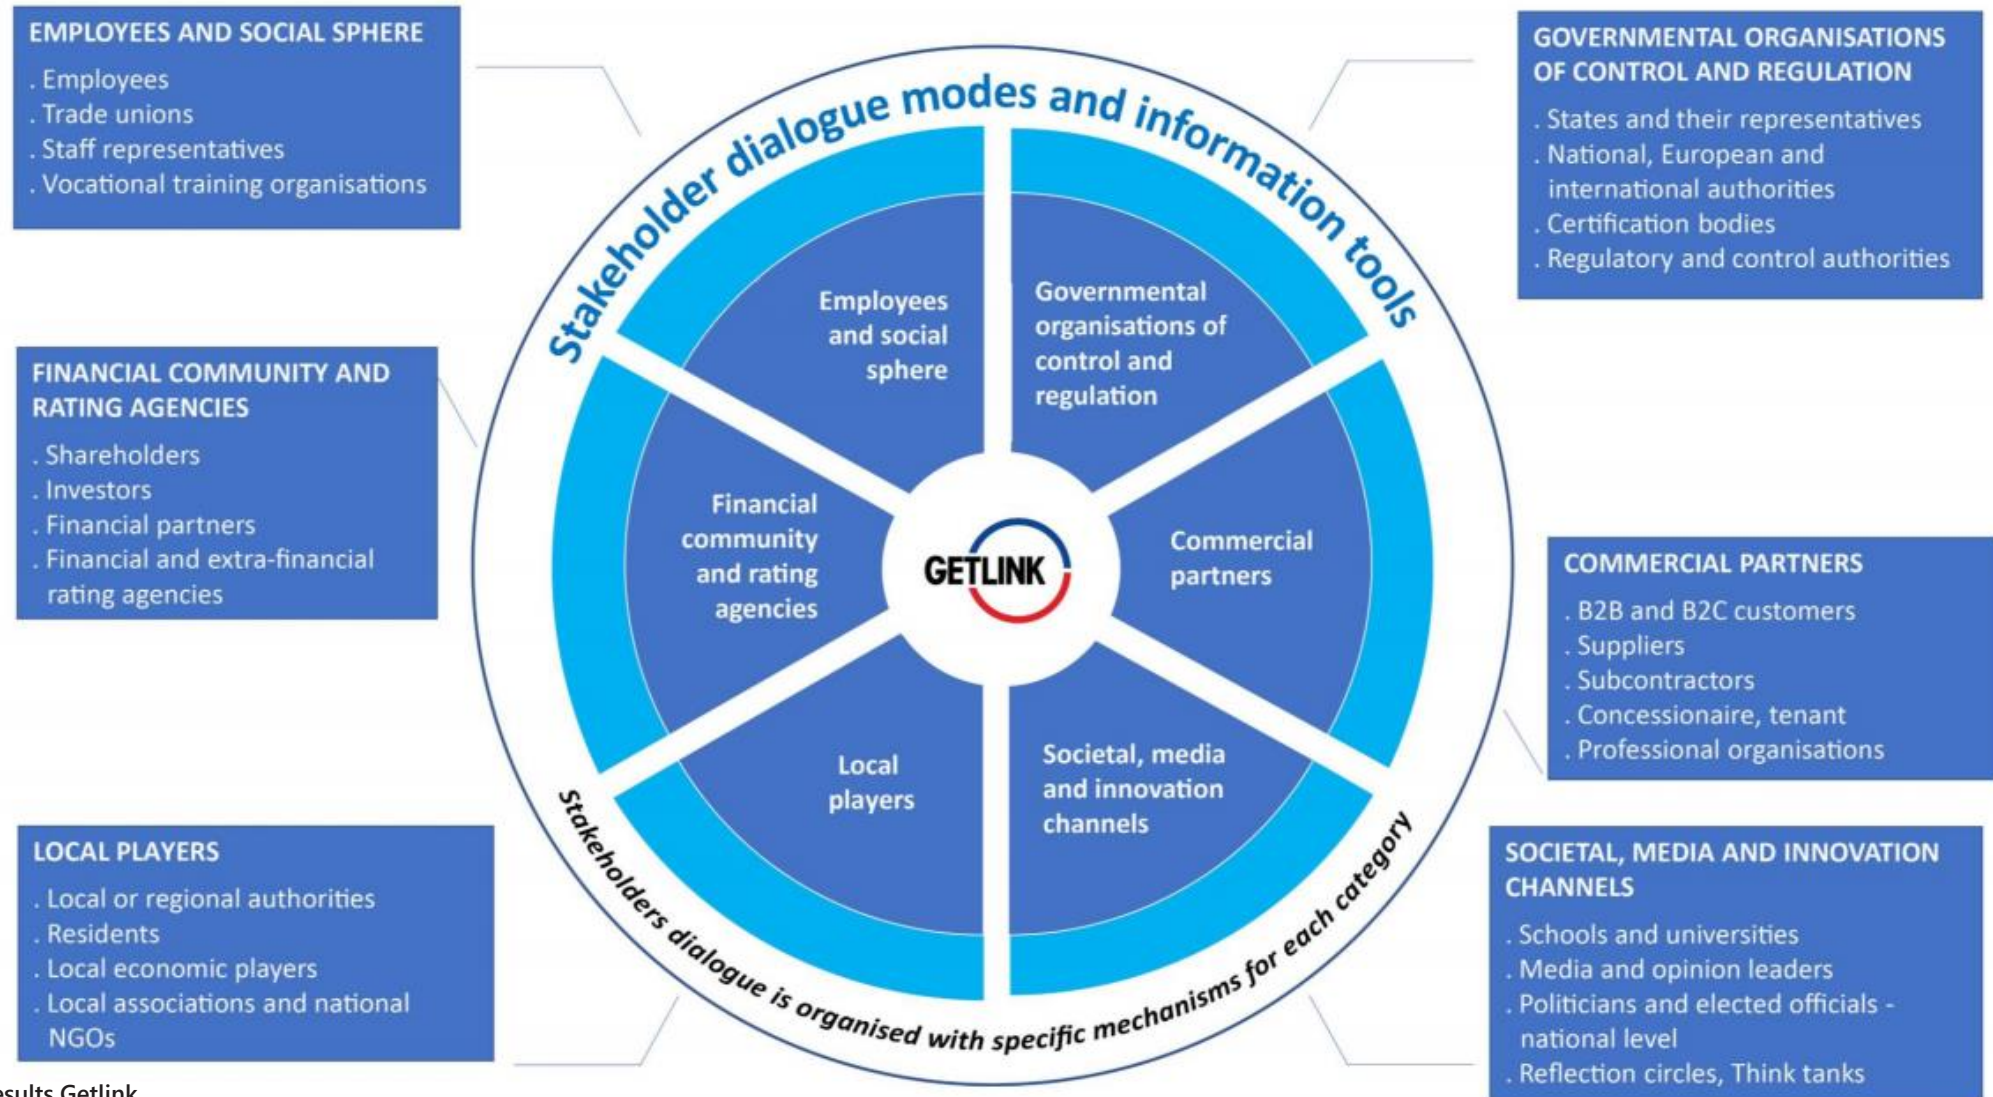 EMPLOYEES AND SOCIAL SPHERE
. Employees
. Trade unions
. Staff representatives
. Vocational training organisations
FINANCIAL COMMUNITY AND
RATING AGENCIES
. Shareholders
. Investors
. Financial partners
. Financial and extra-financial
rating agencies
LOCAL PLAYERS
. Local or regional authorities
. Residents
. Local economic players
. Local associations and national
NGOs
Stakeholder dialogue modes and information tools
Employees
and social
sphere
Governmental
organisations of
control and
regulation
Financial
community
and rating
agencies
GETLINK
Commercial
partners
Local
players
Societal, media
and innovation
channels
Stakeholders dialogue is organised with specific mechanisms for each category
GOVERNMENTAL ORGANISATIONS
OF CONTROL AND REGULATION
. States and their representatives
. National, European and
international authorities
. Certification bodies
. Regulatory and control authorities
COMMERCIAL PARTNERS
. B2B and B2C customers
. Suppliers
. Subcontractors
. Concessionaire, tenant
. Professional organisations
SOCIETAL, MEDIA AND INNOVATION
CHANNELS
. Schools and universities
. Media and opinion leaders
. Politicians and elected officials -
national level
. Reflection circles, Think tanks
Getlink